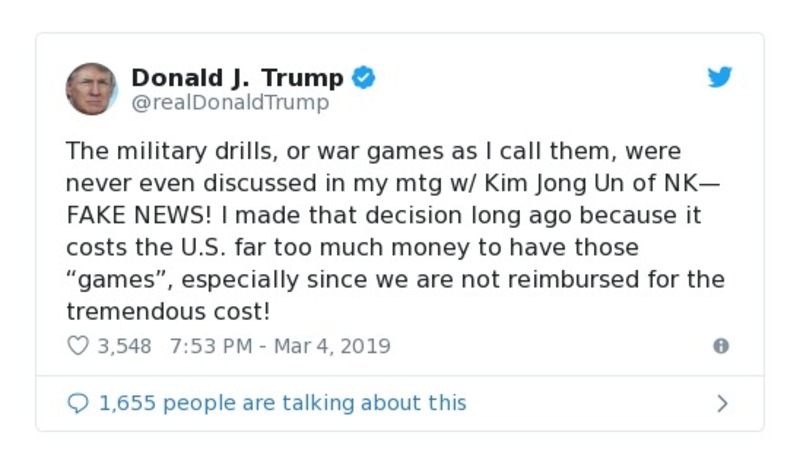 Donald J. Trump
@realDonaldTrump
The military drills, or war games as I call them, were
never even discussed in my mtg w/ Kim Jong Un of NK—
FAKE NEWS! I made that decision long ago because it
costs the U.S. far too much money to have those
“games”, especially since we are not reimbursed for the
tremendous cost!
3,548 7:53 PM - Mar 4, 2019
1,655 people are talking about this